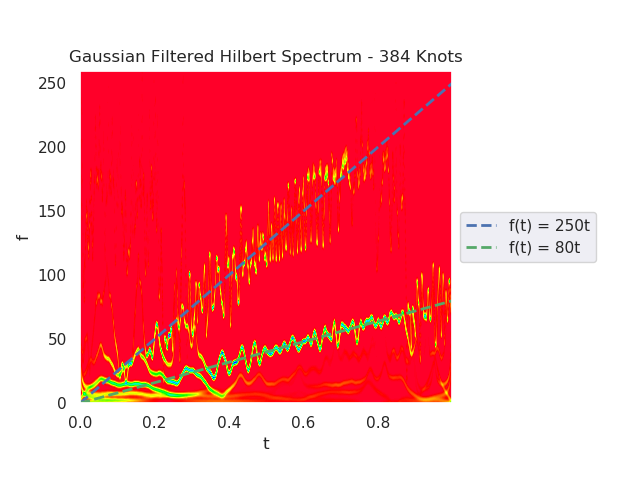 Gaussian Filtered Hilbert Spectrum - 384 Knots
250
200
150
100
50
0
f
0.0 0.2 0.4 0.6 0.8
t
f(t) = 250t
f(t) = 80t